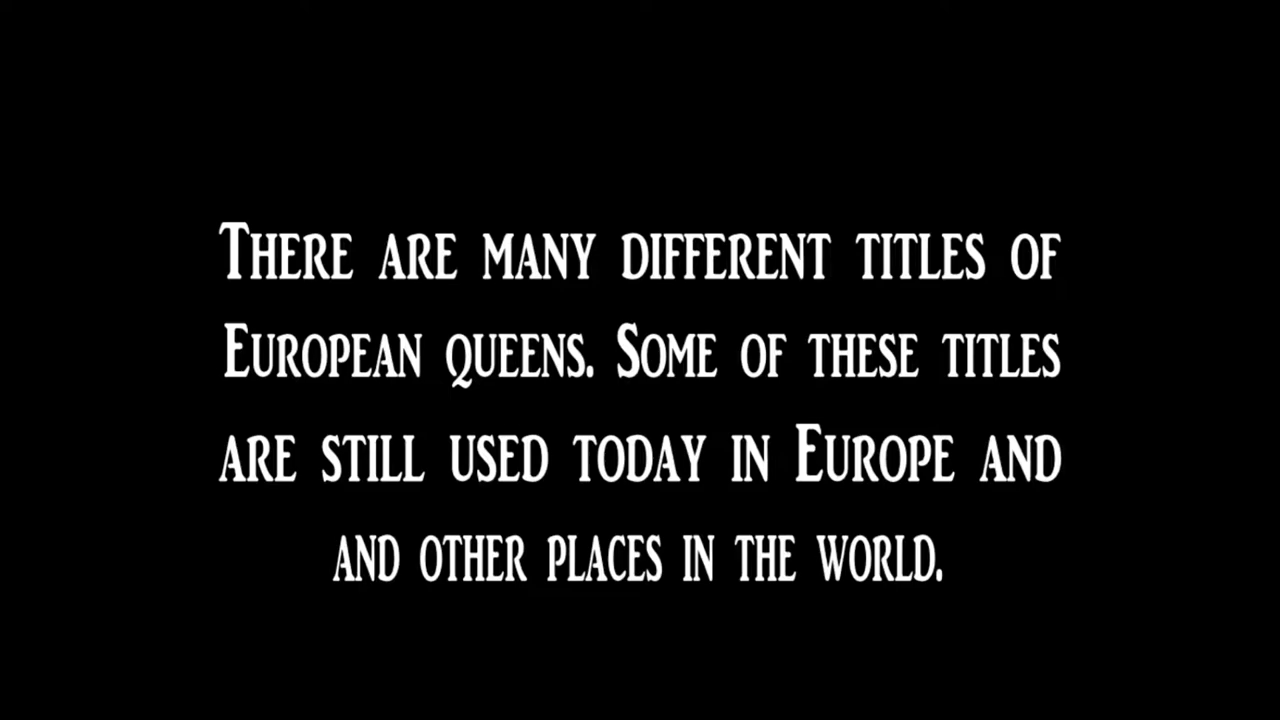 There are many different titles of
European queens. Some of these titles
are still used today in Europe and
and other places in the world.